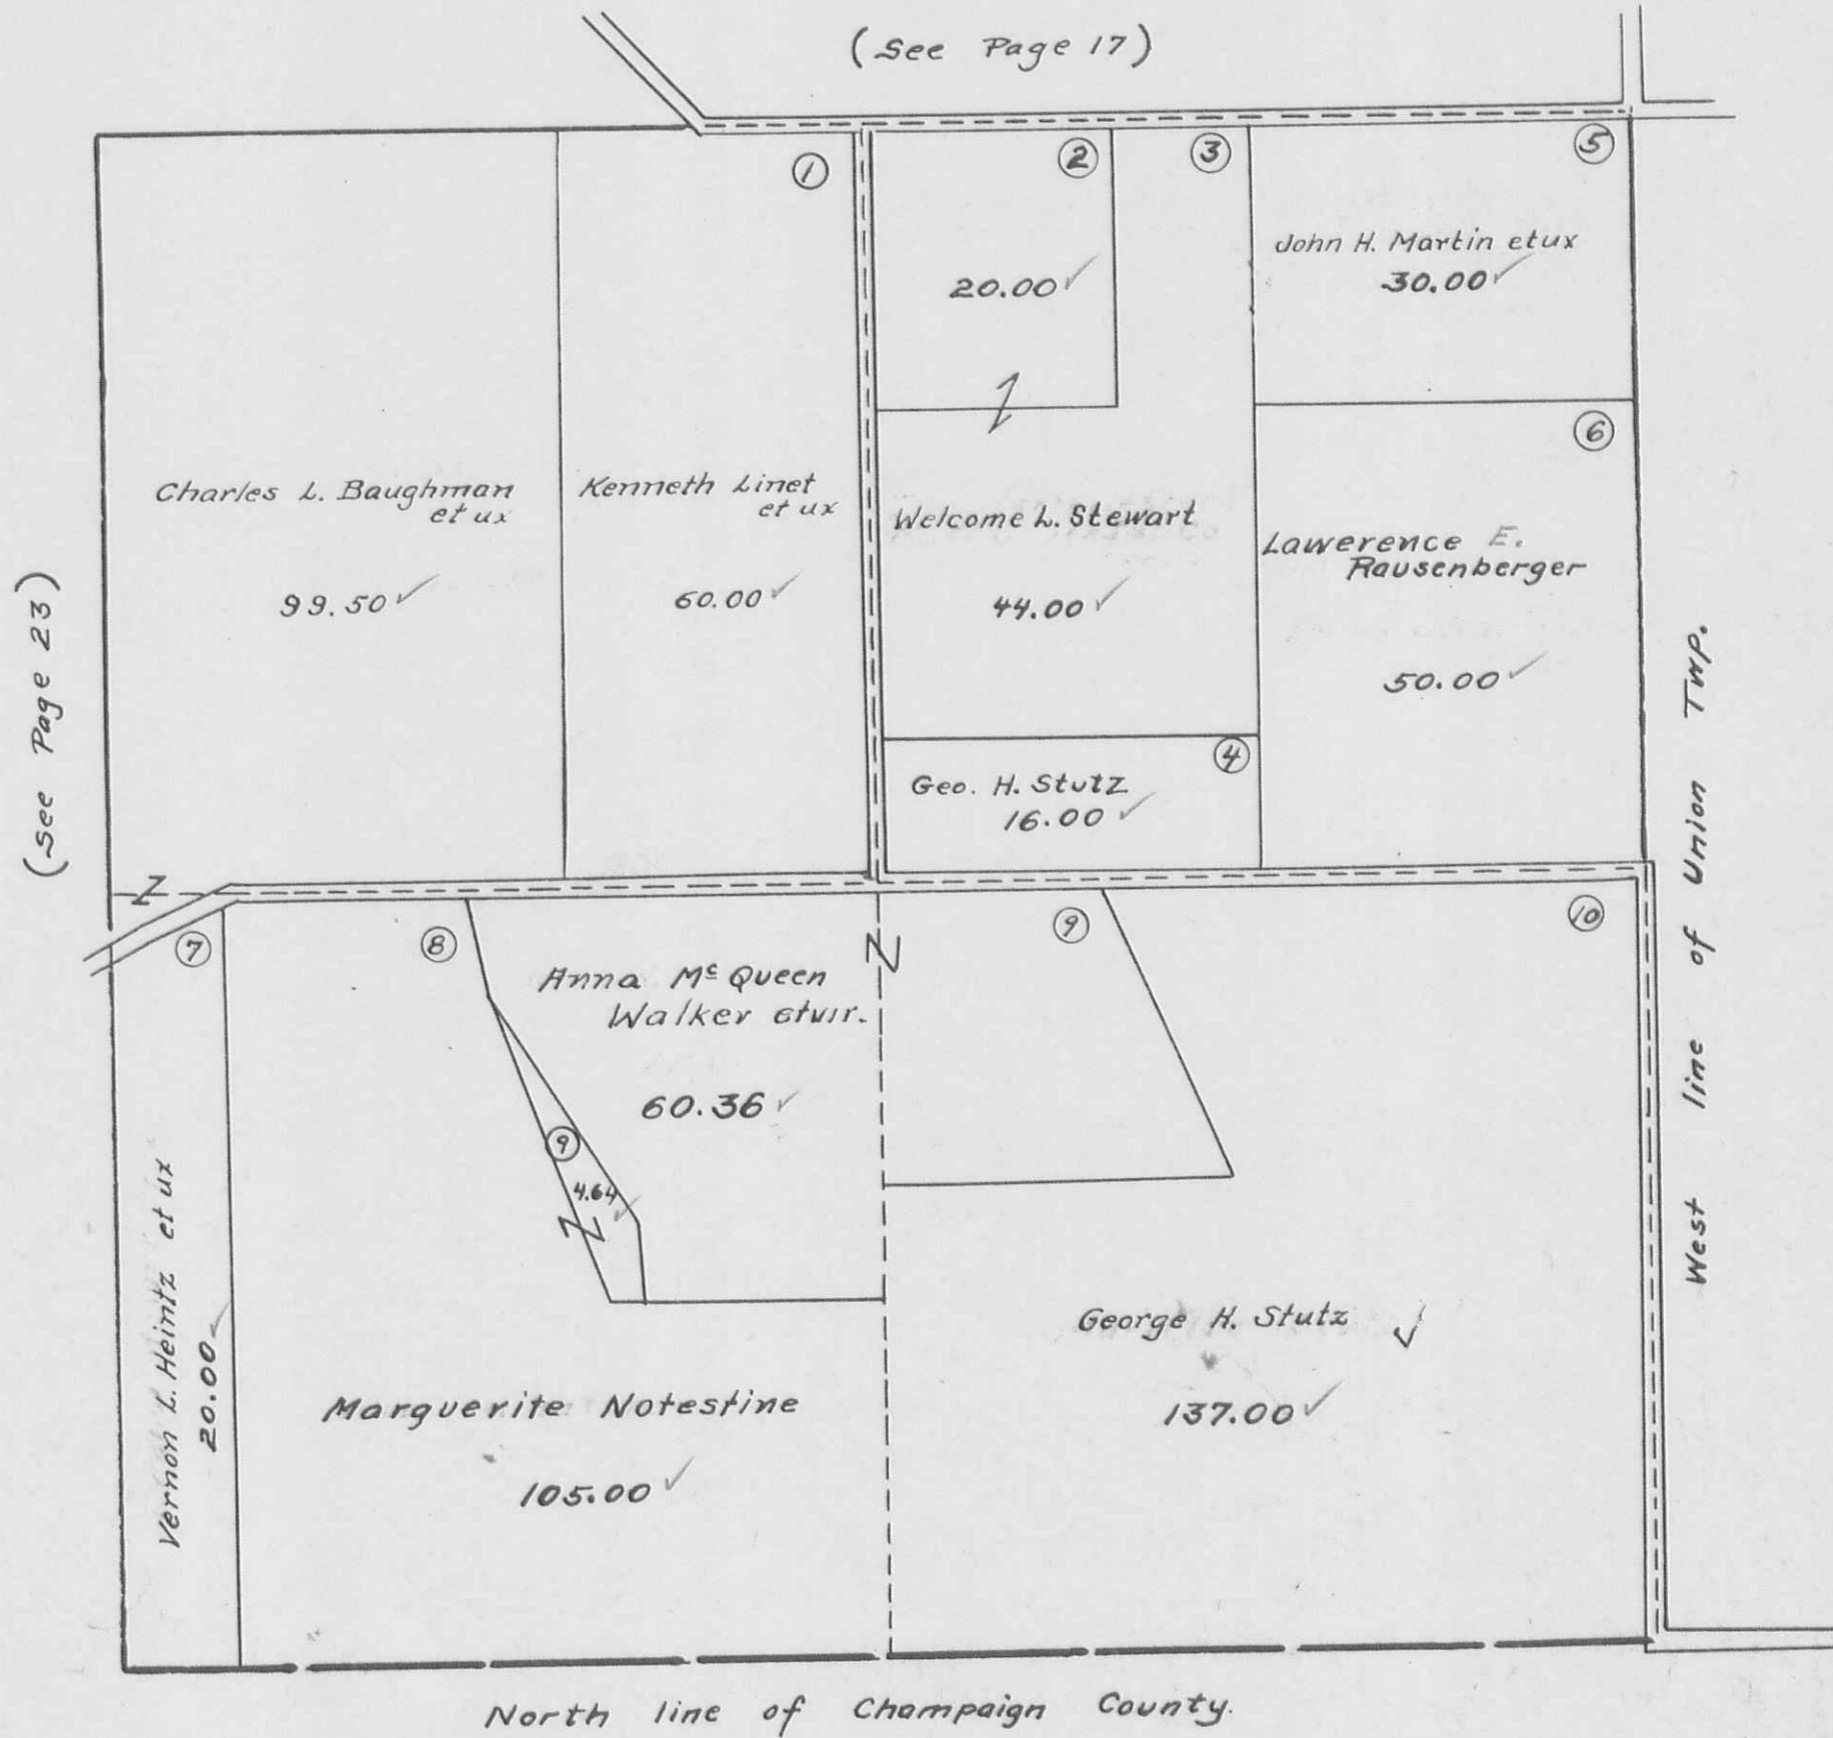 (See Page 17)
①
②
③
⑤
John H. Martin etux
30.00✓
20.00✓
⑥
Charles L. Baughman
et ux
99.50✓
Kenneth Linet
et ux
60.00✓
Welcome L. Stewart
44.00✓
Lawerence E.
Rausenberger
50.00✓
(See Page 23)
④
Geo. H. Stutz
16.00✓
West line of Union Twp.
⑦
⑧
Anna Mc Queen
Walker etvir.
60.36✓
⑨
⑩
⑨
4.64✓
Vernon L. Heintz et ux
20.00✓
George H. Stutz ✓
137.00✓
Marguerite Notestine
105.00✓
North line of Champaign County.